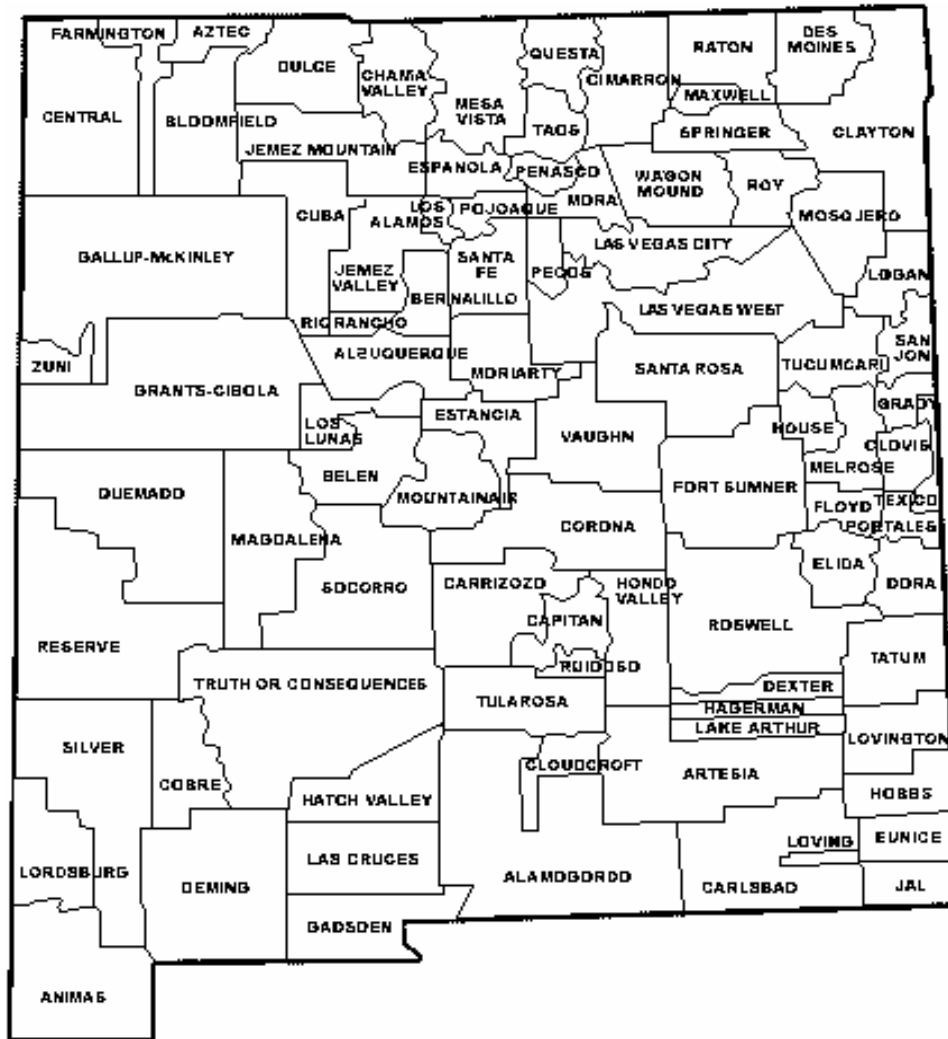 FARMINGTON
AZTEC
DULCE
CHAMA
VALLEY
MESA
VISTA
QUESTA
CIMARRON
RATON
DES
MOINES
CENTRAL
BLOOMFIELD
JEMEZ MOUNTAIN
TAOS
MAXWELL
SPRINGER
CLAYTON
ESPANOLA
PENASCO
WAGON
MOUND
ROY
CUBA
LOS
ALAMOS
POJOAQUE
MORA
MOSQUERO
GALLUP-McKINLEY
JEMEZ
VALLEY
BERNALILLO
SANTA
FE
PECOS
LAS VEGAS CITY
LOGAN
RIO RANCHO
LAS VEGAS WEST
ZUNI
ALBUQUERQUE
MORIARTY
SANTA ROSA
TUCUMCARI
SAN
JON
GRANTS-CIBOLA
LOS
LUNAS
ESTANCIA
VAUGHN
HOUSE
GRADY
CLOVIS
BELEN
MELROSE
QUEMADO
MOUNTAINAIR
FORT SUMNER
FLOYD
TEXICO
PORTALES
MAGDALENA
CORONA
SOCORRO
CARRIZOZO
HONDO
VALLEY
ELIDA
DORA
CAPITAN
ROSWELL
RESERVE
RUIDOSO
TATUM
TRUTH OR CONSEQUENCES
TULAROSA
DEXTER
HAGERMAN
LAKE ARTHUR
SILVER
LOVINGTON
COBRE
CLOUDCROFT
ARTESIA
HATCH VALLEY
HOBBS
LORDSBURG
LAS CRUCES
LOVING
EUNICE
DEMING
ALAMOGORDO
CARLSBAD
JAL
GADSDEN
ANIMAS